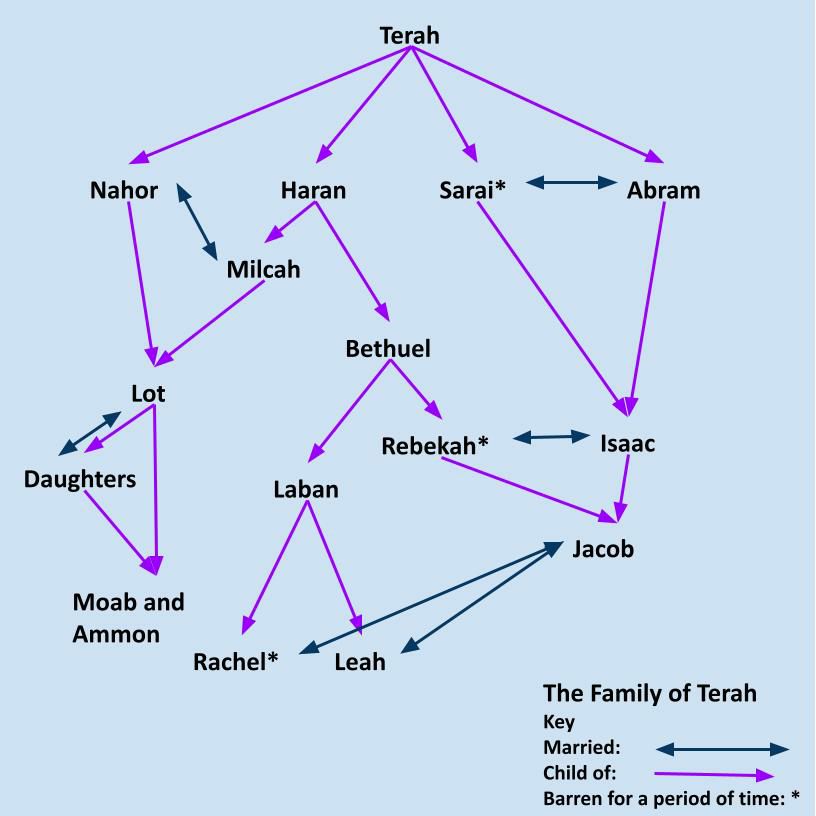 Terah
Nahor
Haran
Sarai*
Abram
Milcah
Bethuel
Lot
Rebekah*
Isaac
Daughters
Laban
Jacob
Moab and
Ammon
Rachel*
Leah
The Family of Terah
Key
Married:
Child of:
Barren for a period of time: *